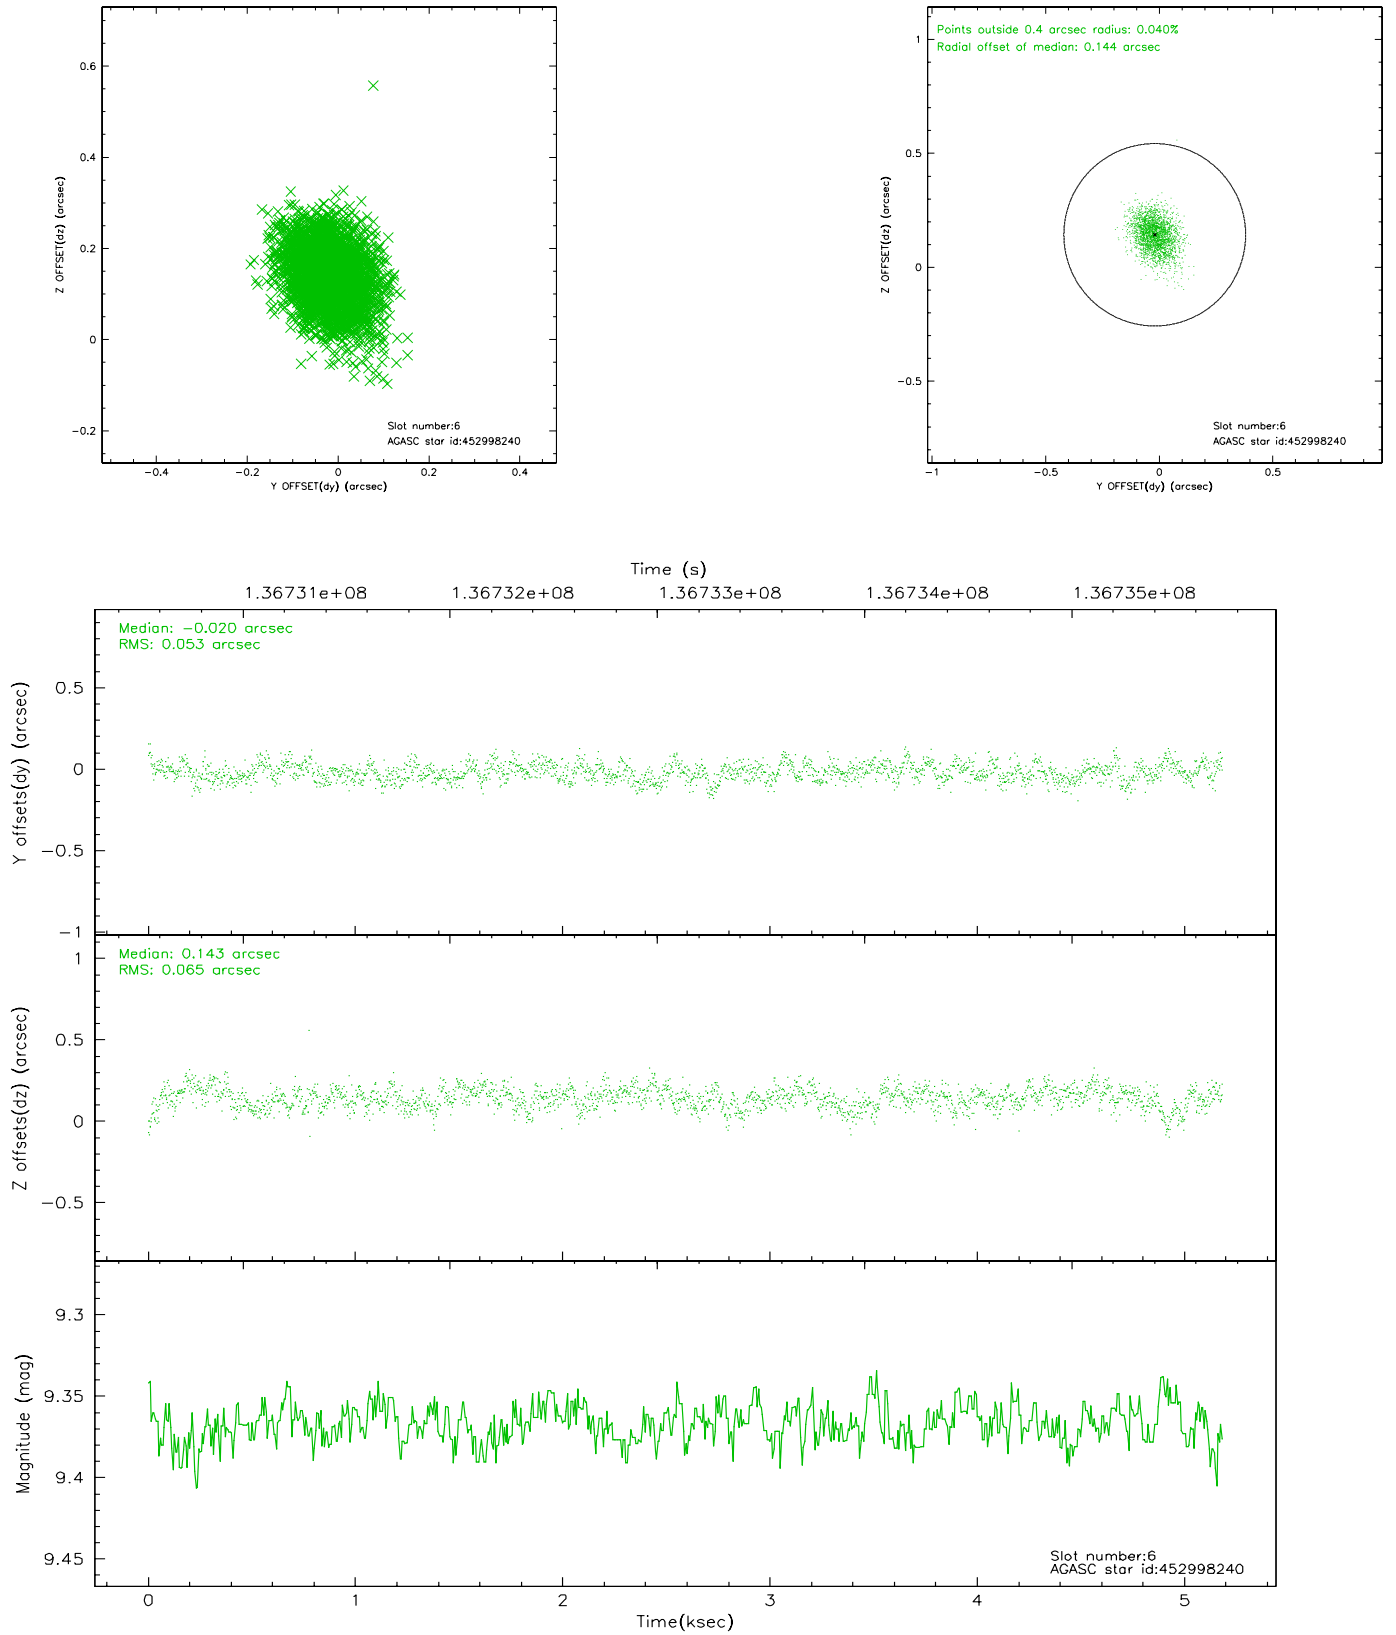 0.6
0.4
0.2
0
−0.2
−0.4
−0.2
0
0.2
0.4
Z OFFSET(dz) (arcsec)
Y OFFSET(dy) (arcsec)
Slot number:6
AGASC star id:452998240
Points outside 0.4 arcsec radius: 0.040%
Radial offset of median: 0.144 arcsec
1
0.5
0
−0.5
−1
−0.5
0
0.5
Z OFFSET(dz) (arcsec)
Y OFFSET(dy) (arcsec)
Slot number:6
AGASC star id:452998240
Time (s)
1.36731e+08
1.36732e+08
1.36733e+08
1.36734e+08
1.36735e+08
Median: −0.020 arcsec
RMS: 0.053 arcsec
0.5
0
−0.5
−1
Y offsets(dy) (arcsec)
Median: 0.143 arcsec
RMS: 0.065 arcsec
1
0.5
0
−0.5
Z offsets(dz) (arcsec)
9.3
9.35
9.4
9.45
Magnitude (mag)
Slot number:6
AGASC star id:452998240
0
1
2
3
4
5
Time(ksec)